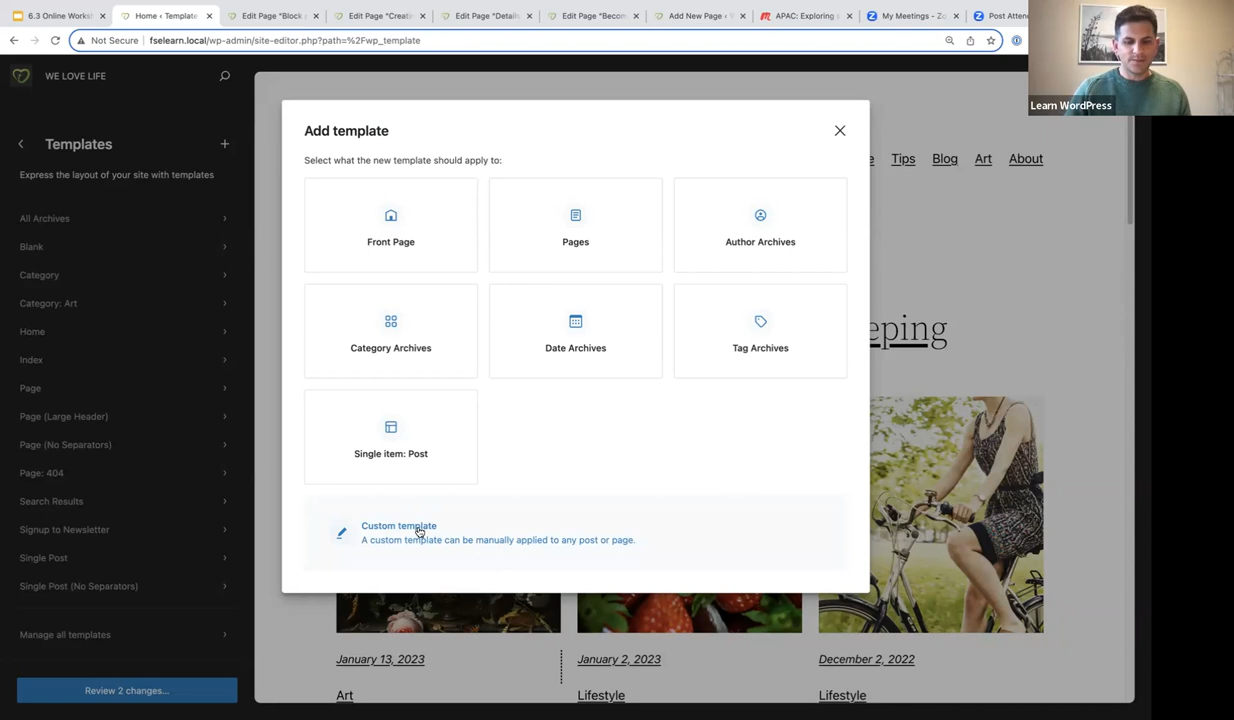 6.3 Online Works
Home ‹ Template
Edit Page “Block
Edit Page “Creati
Edit Page “Details
Edit Page “Becom
Add New Page ‹ W
APAC: Exploring s
My Meetings - Zo
Post Atten
Not Secure fselearn.local/wp-admin/site-editor.php?path=%2Fwp_template
Learn WordPress
WE LOVE LIFE
Templates
Express the layout of your site with templates
All Archives
Blank
Category
Category: Art
Home
Index
Page
Page (Large Header)
Page (No Separators)
Page: 404
Search Results
Signup to Newsletter
Single Post
Single Post (No Separators)
Manage all templates
Review 2 changes...
Add template
Select what the new template should apply to:
Front Page
Pages
Author Archives
Category Archives
Date Archives
Tag Archives
Single item: Post
Custom template
A custom template can be manually applied to any post or page.
e Tips Blog Art About
eping
January 13, 2023
January 2, 2023
December 2, 2022
Art
Lifestyle
Lifestyle